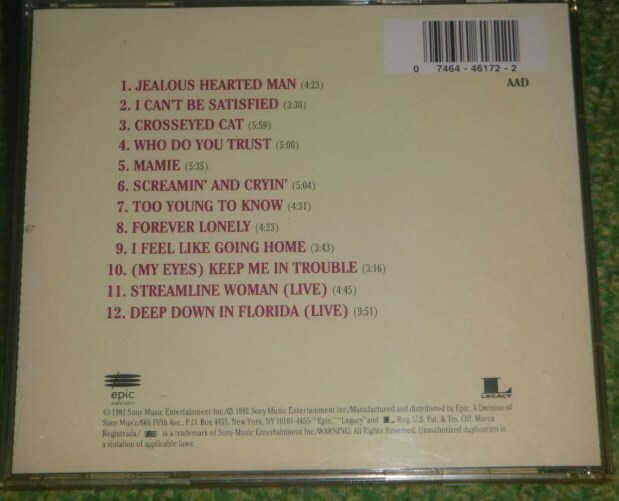 0 7464-46172-2
AAD
1. JEALOUS HEARTED MAN (4:23)
2. I CAN'T BE SATISFIED (3:30)
3. CROSSEYED CAT (5:59)
4. WHO DO YOU TRUST (5:00)
5. MAMIE (5:35)
6. SCREAMIN' AND CRYIN' (5:04)
7. TOO YOUNG TO KNOW (4:31)
8. FOREVER LONELY (4:23)
9. I FEEL LIKE GOING HOME (3:43)
10. (MY EYES) KEEP ME IN TROUBLE (3:16)
11. STREAMLINE WOMAN (LIVE) (4:45)
12. DEEP DOWN IN FLORIDA (LIVE) (9:51)
epic
L
LEGACY
© 1992 Sony Music Entertainment Inc./℗ 1992 Sony Music Entertainment Inc./Manufactured and distributed by Epic, A Division of
Sony Music/666 Fifth Ave., P.O. Box 4455, New York, NY 10101-4455/"Epic," "Legacy" and L Reg. U.S. Pat. & Tm. Off. Marca
Registrada./ is a trademark of Sony Music Entertainment Inc./WARNING: All Rights Reserved. Unauthorized duplication is
a violation of applicable laws.